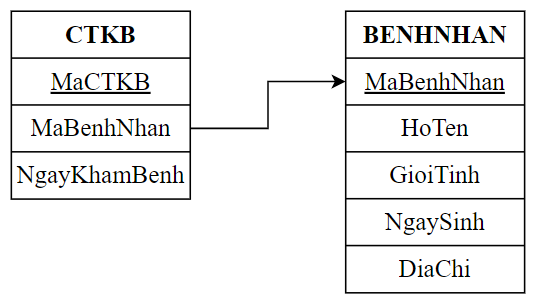 CTKB
MaCTKB
MaBenhNhan
NgayKhamBenh
BENHNHAN
MaBenhNhan
HoTen
GioiTinh
NgaySinh
DiaChi